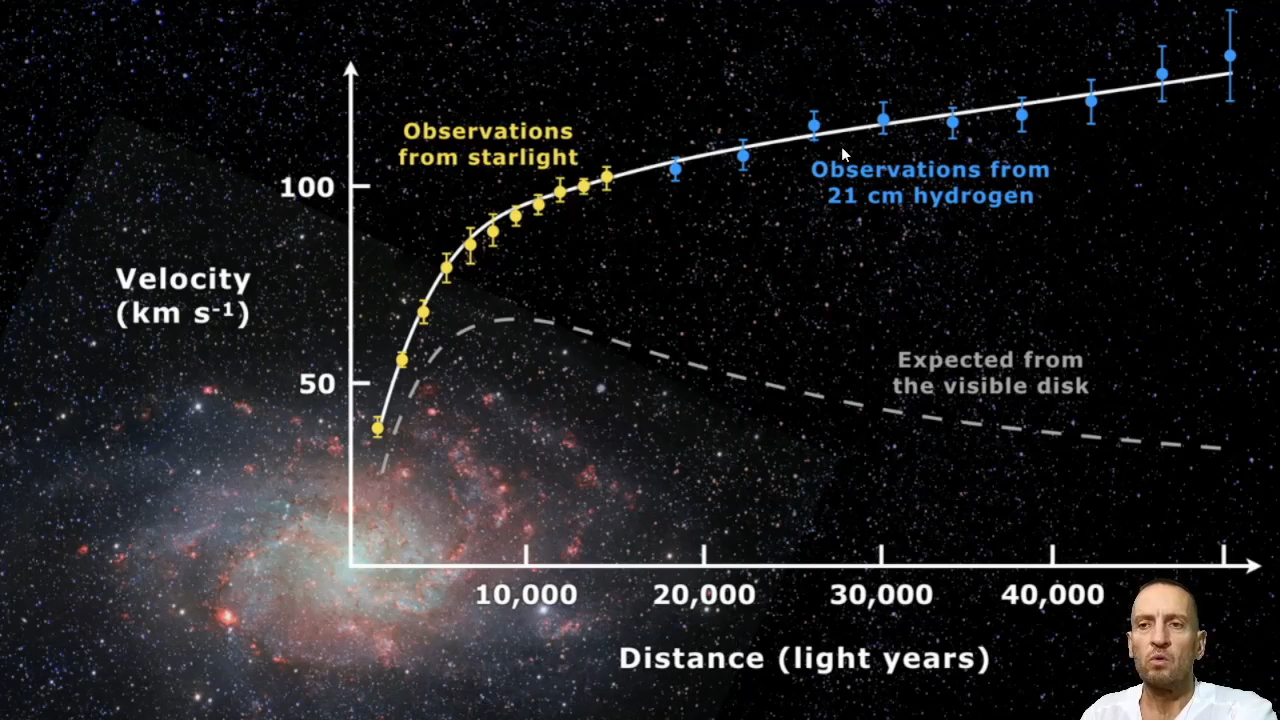 Observations
from starlight
100
Observations from
21 cm hydrogen
Velocity
(km s⁻¹)
50
Expected from
the visible disk
10,000
20,000
30,000
40,000
Distance (light years)